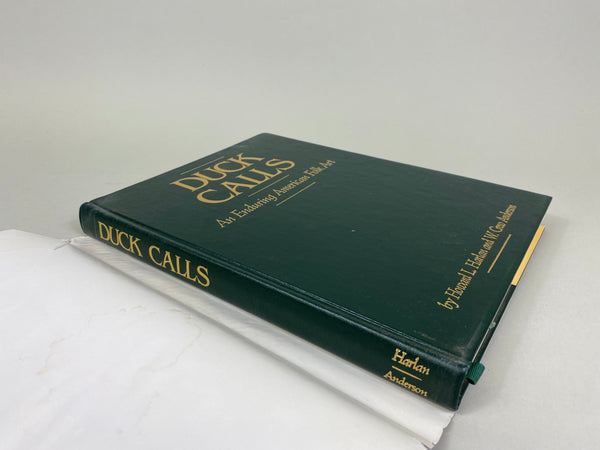 DUCK
CALLS
An Enduring American Folk Art
by Howard L. Harlan and W. Crew Anderson
DUCK CALLS
Harlan
Anderson